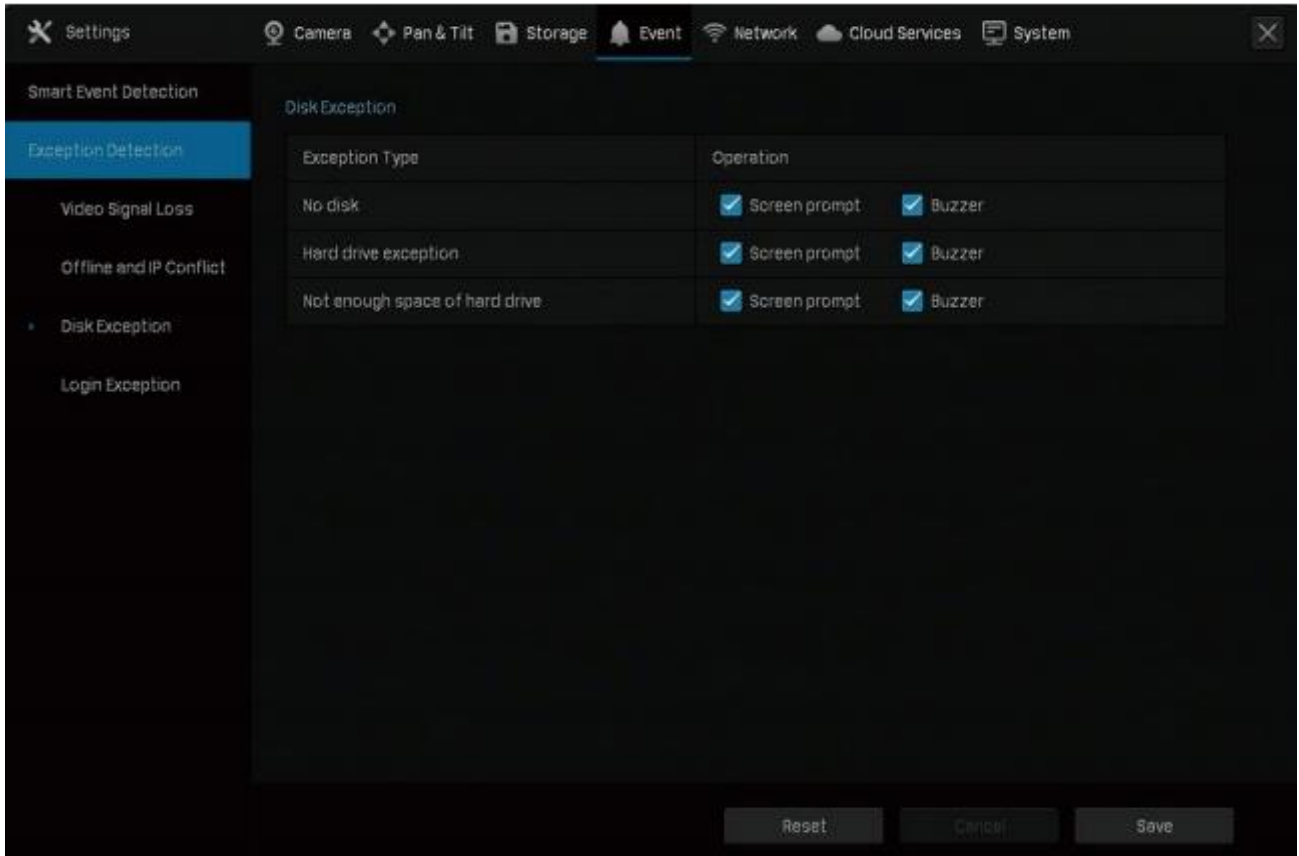 Settings
Camera Pan & Tilt Storage Event Network Cloud Services System
Smart Event Detection
Exception Detection
Video Signal Loss
Offline and IP Conflict
Disk Exception
Login Exception
Disk Exception
Exception Type Operation
No disk Screen prompt Buzzer
Hard drive exception Screen prompt Buzzer
Not enough space of hard drive Screen prompt Buzzer
Reset Cancel Save